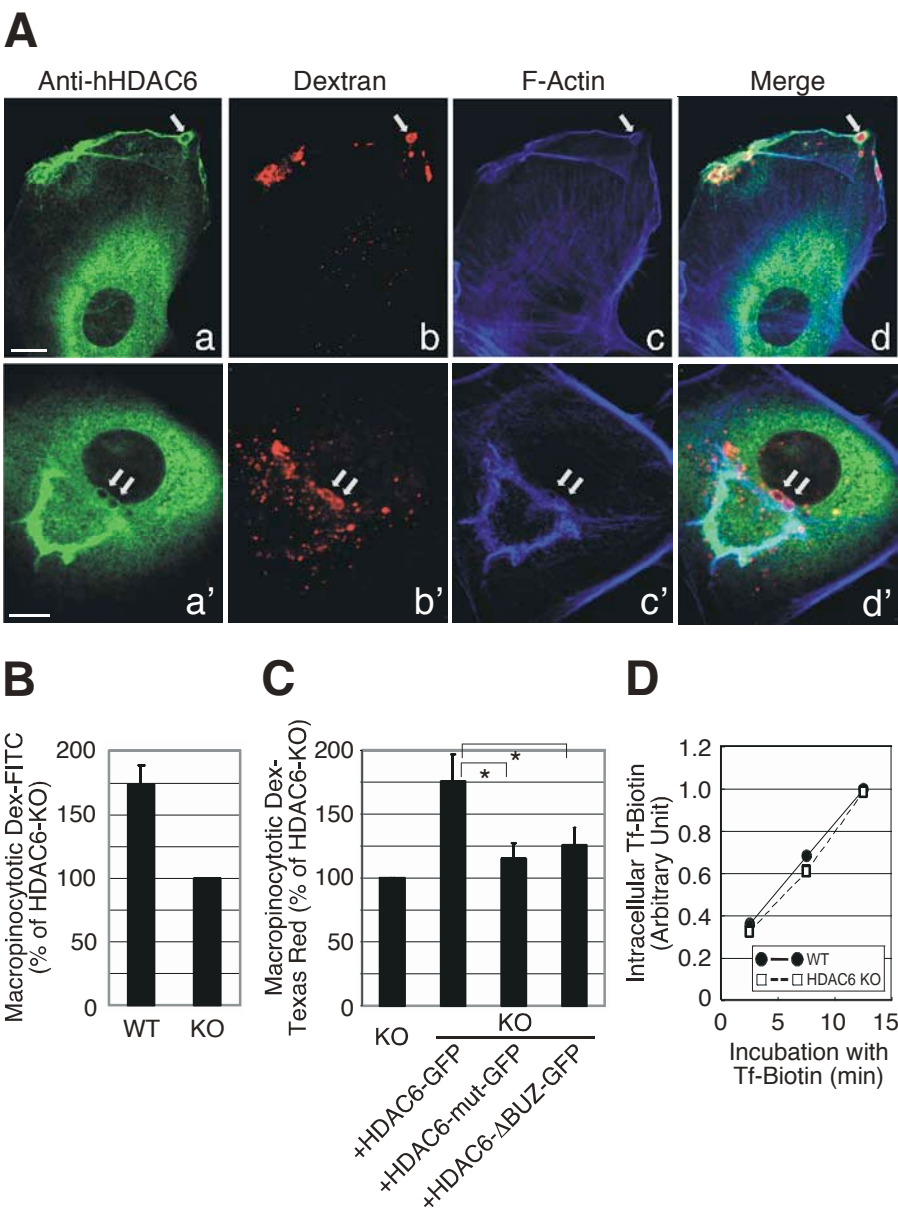 A
Anti-hHDAC6
Dextran
F-Actin
Merge
a
b
c
d
a'
b'
c'
d'
B
Macropinocytotic Dex-FITC
(% of HDAC6-KO)
200
150
100
50
0
WT
KO
C
Macropinocytotic Dex-
Texas Red (% of HDAC6-KO)
200
150
100
50
0
*
*
KO
KO
+HDAC6-GFP
+HDAC6-mut-GFP
+HDAC6-ΔBUZ-GFP
D
Intracellular Tf-Biotin
(Arbitrary Unit)
1.2
1.0
0.8
0.6
0.4
0.2
0
WT
HDAC6 KO
0
5
10
15
Incubation with
Tf-Biotin (min)